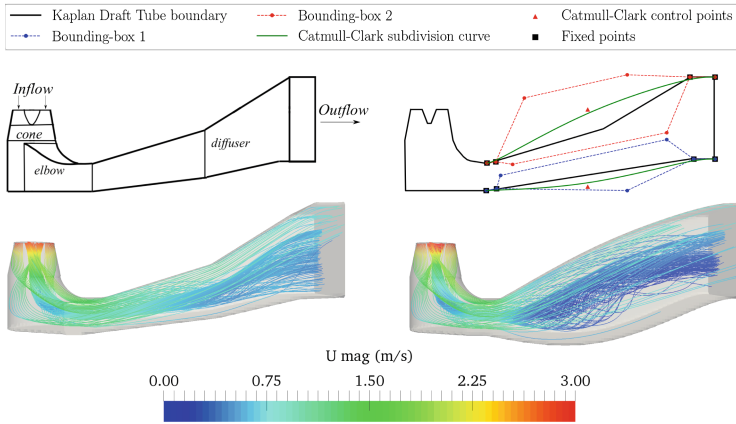 Kaplan Draft Tube boundary
Bounding-box 2
Catmull-Clark control points
Bounding-box 1
Catmull-Clark subdivision curve
Fixed points
Inflow
cone
elbow
diffuser
Outflow
U mag (m/s)
0.00 0.75 1.50 2.25 3.00